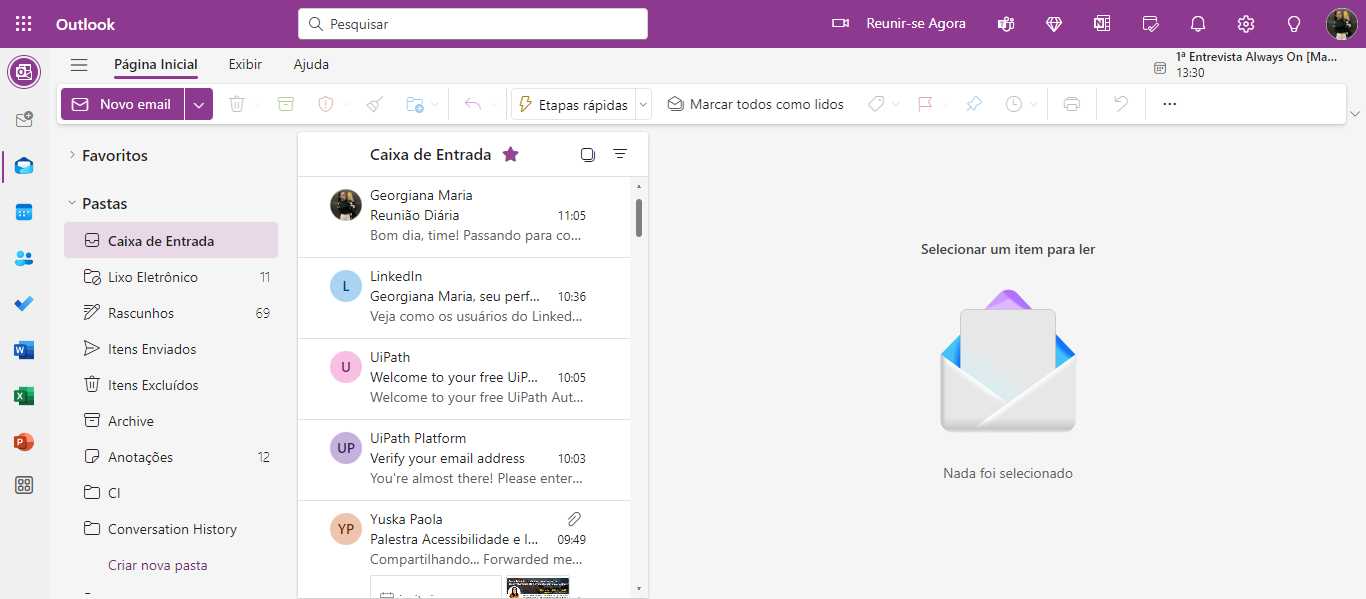 Outlook
Pesquisar
Reunir-se Agora
Página Inicial
Exibir
Ajuda
1ª Entrevista Always On [Ma...
13:30
Novo email
Etapas rápidas
Marcar todos como lidos
Favoritos
Pastas
Caixa de Entrada
Lixo Eletrônico 11
Rascunhos 69
Itens Enviados
Itens Excluídos
Archive
Anotações 12
CI
Conversation History
Criar nova pasta
Caixa de Entrada
Georgiana Maria
Reunião Diária 11:05
Bom dia, time! Passando para co...
L
LinkedIn
Georgiana Maria, seu perf... 10:36
Veja como os usuários do Linked...
U
UiPath
Welcome to your free UiP... 10:05
Welcome to your free UiPath Aut...
UP
UiPath Platform
Verify your email address 10:03
You're almost there! Please enter...
YP
Yuska Paola
Palestra Acessibilidade e I... 09:49
Compartilhando... Forwarded me...
Selecionar um item para ler
Nada foi selecionado